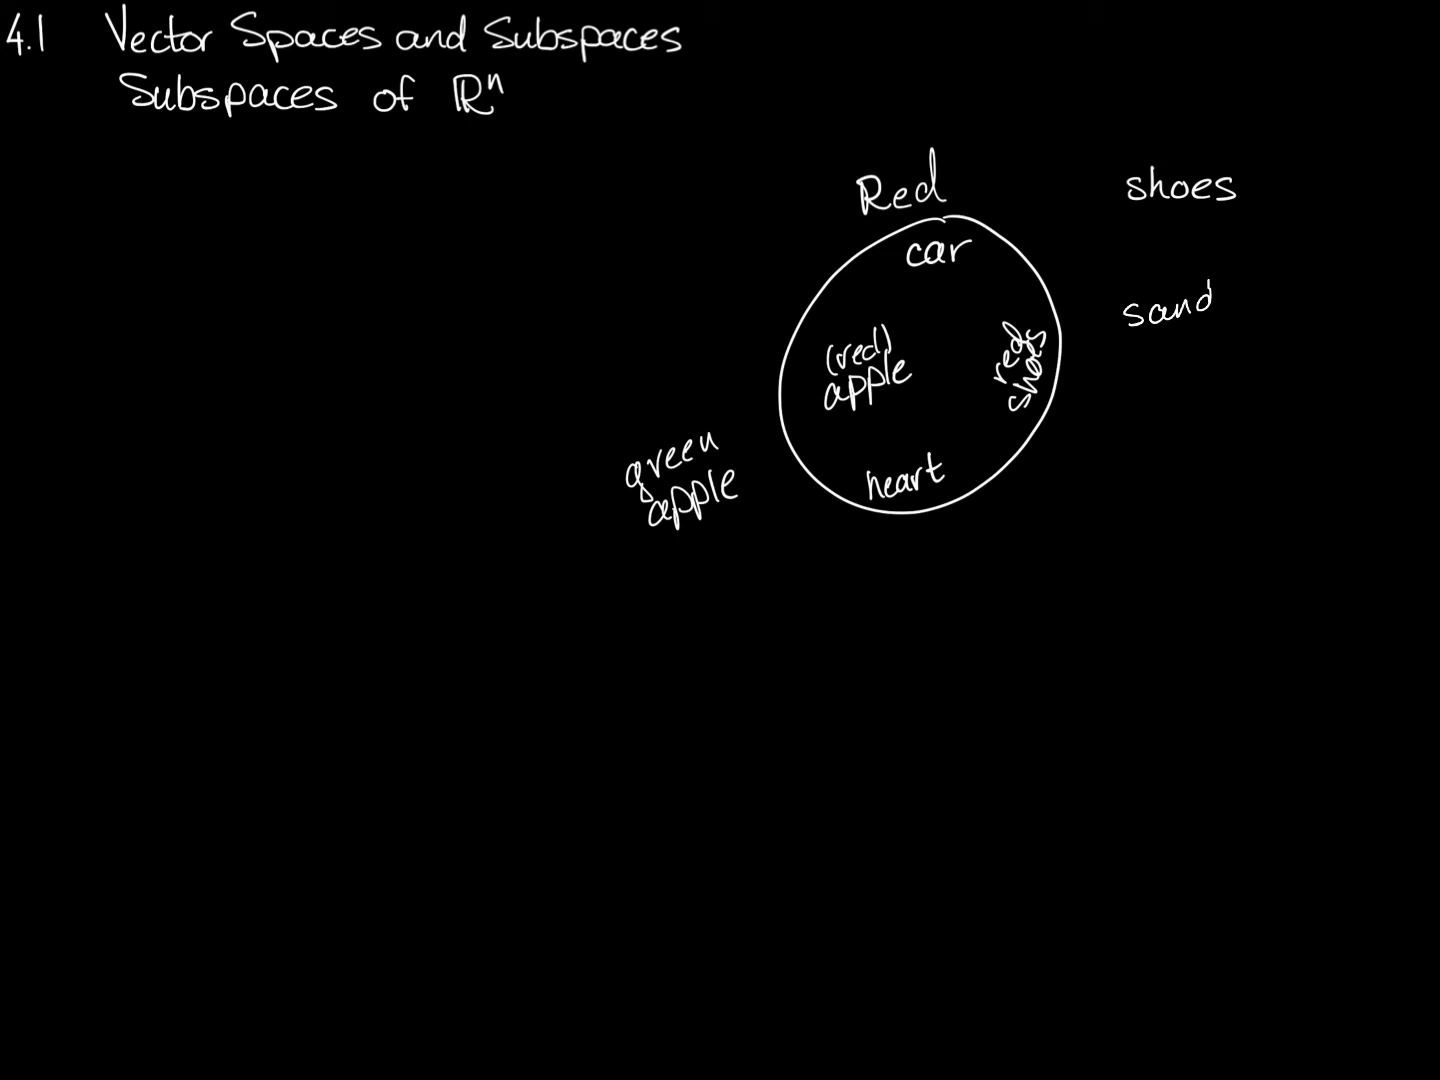 4.1 Vector Spaces and Subspaces
Subspaces of ℝⁿ
Red
shoes
car
sand
(red)
apple
red
shoes
green
apple
heart